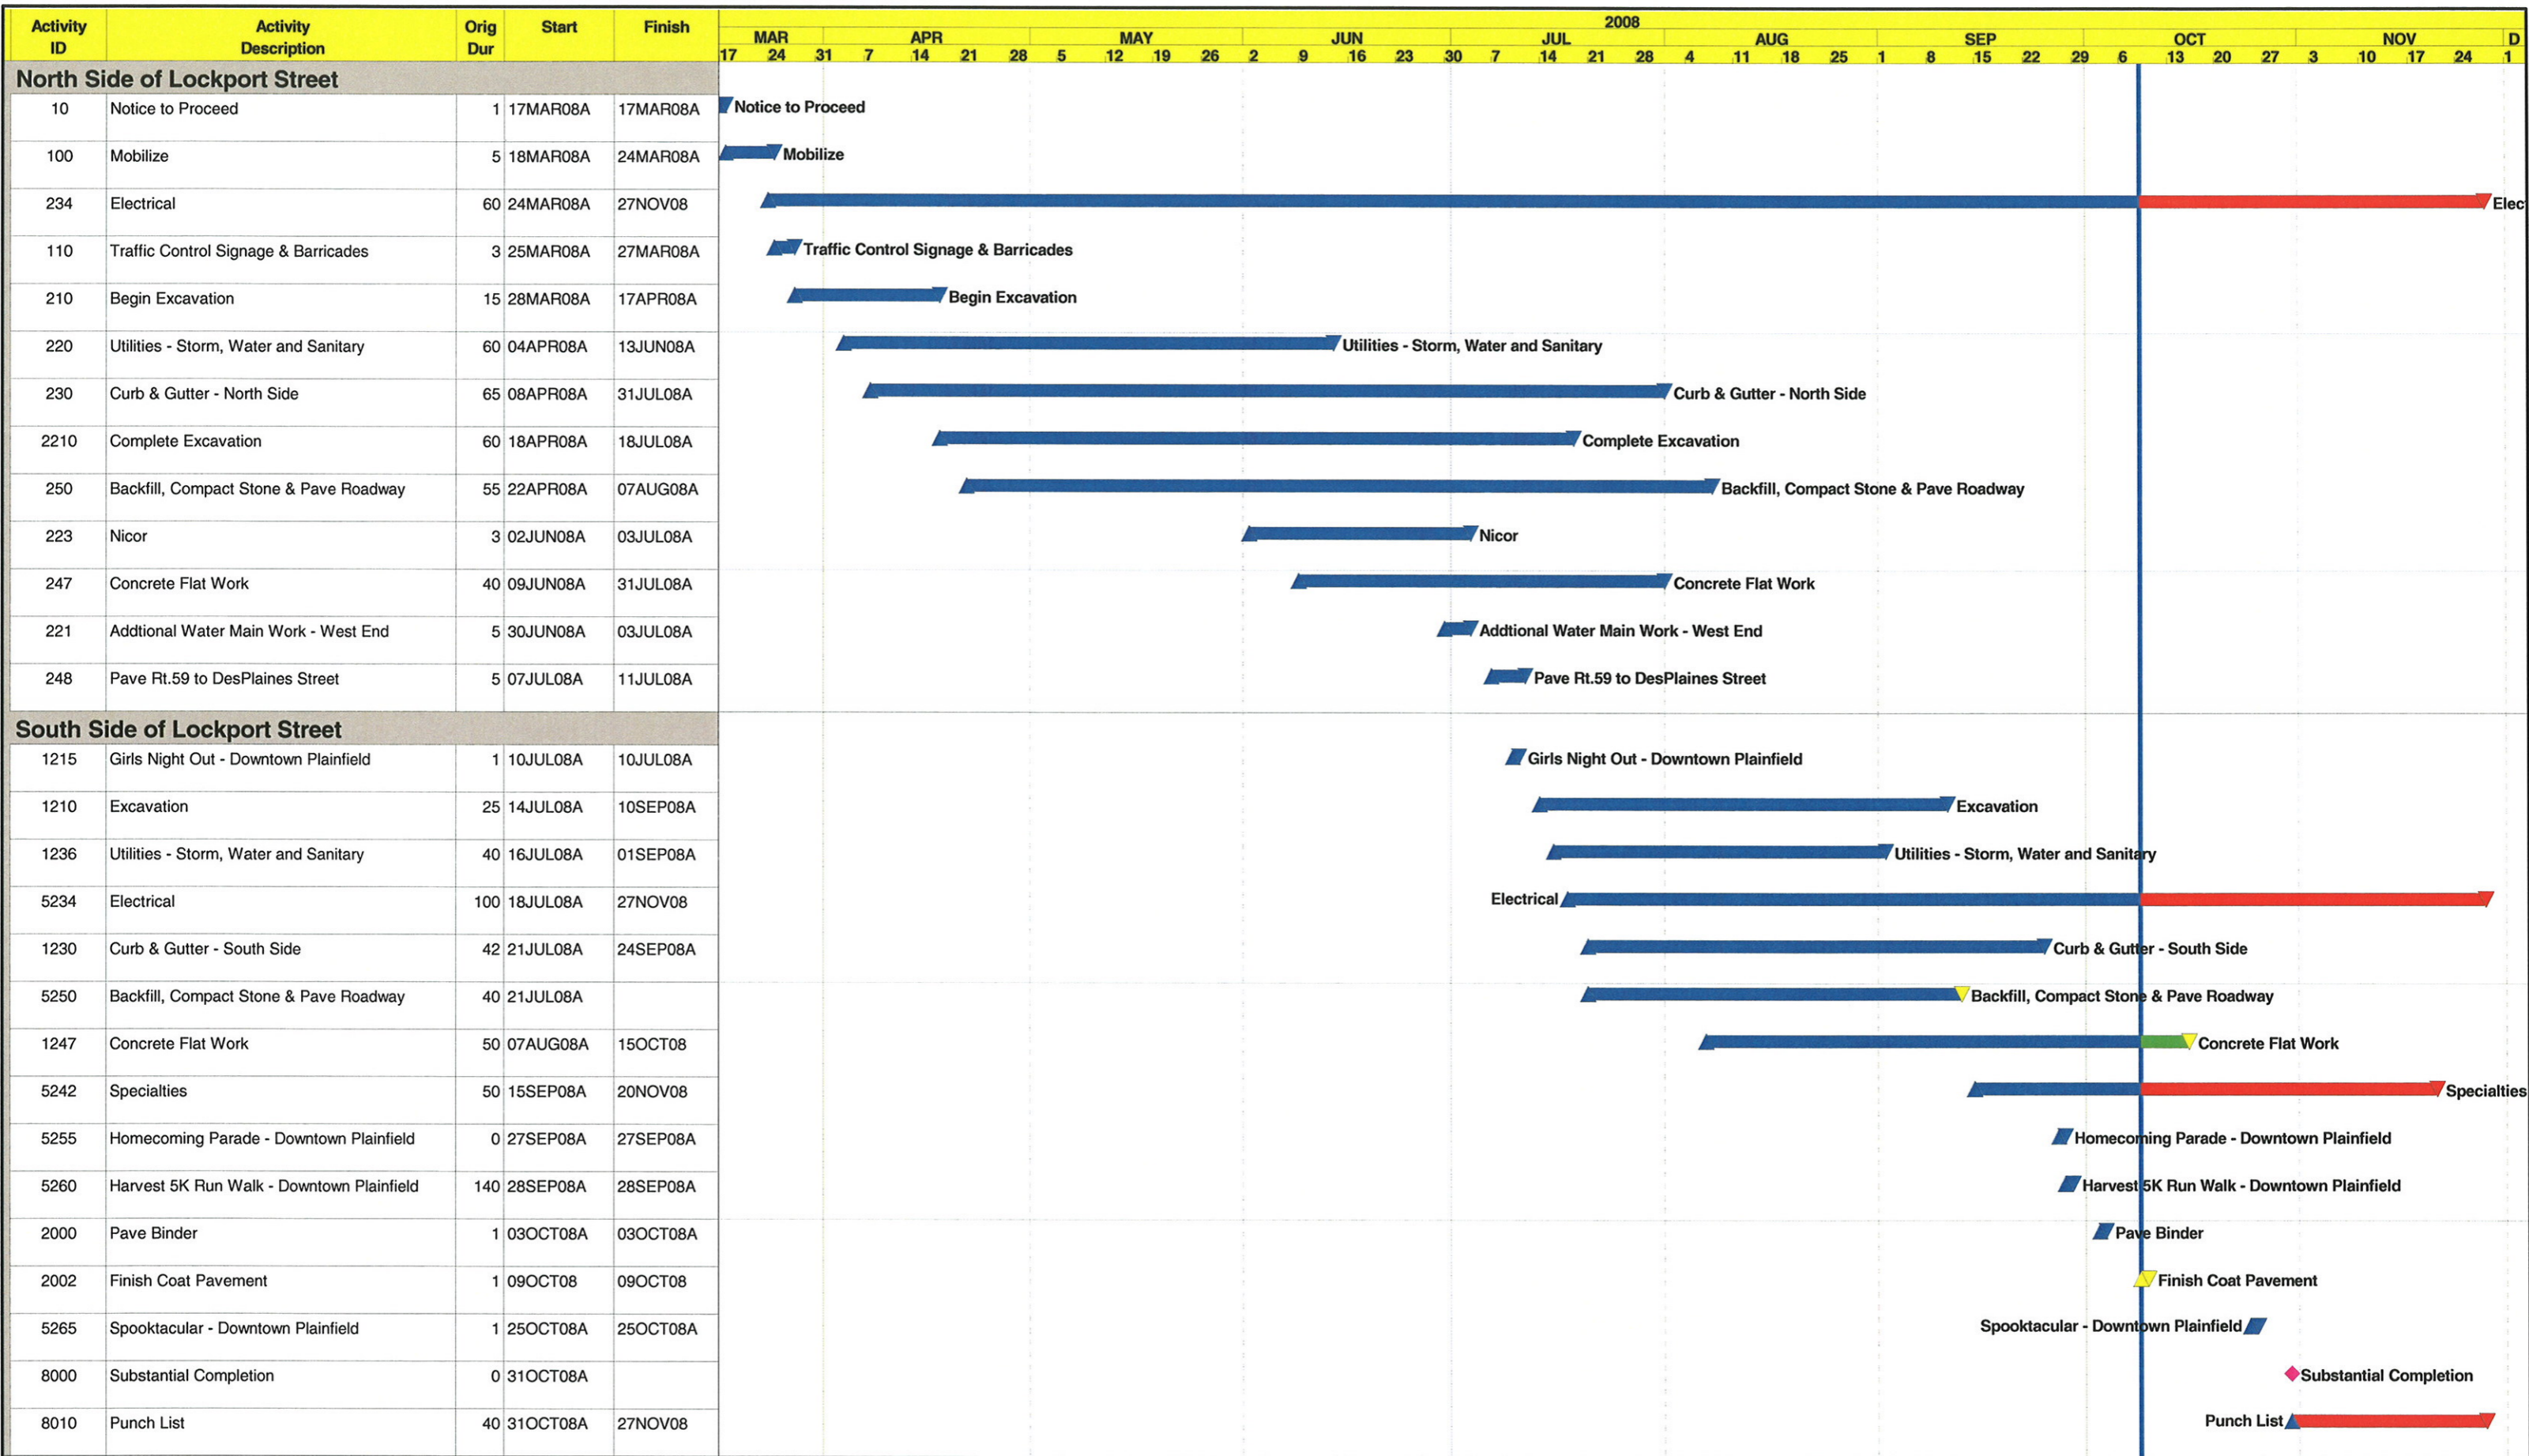 Activity ID Activity Description Orig Dur Start Finish
2008
MAR APR MAY JUN JUL AUG SEP OCT NOV D
17 24 31 7 14 21 28 5 12 19 26 2 9 16 23 30 7 14 21 28 4 11 18 25 1 8 15 22 29 6 13 20 27 3 10 17 24 1
North Side of Lockport Street
10 Notice to Proceed 1 17MAR08A 17MAR08A Notice to Proceed
100 Mobilize 5 18MAR08A 24MAR08A Mobilize
234 Electrical 60 24MAR08A 27NOV08 Elec
110 Traffic Control Signage & Barricades 3 25MAR08A 27MAR08A Traffic Control Signage & Barricades
210 Begin Excavation 15 28MAR08A 17APR08A Begin Excavation
220 Utilities - Storm, Water and Sanitary 60 04APR08A 13JUN08A Utilities - Storm, Water and Sanitary
230 Curb & Gutter - North Side 65 08APR08A 31JUL08A Curb & Gutter - North Side
2210 Complete Excavation 60 18APR08A 18JUL08A Complete Excavation
250 Backfill, Compact Stone & Pave Roadway 55 22APR08A 07AUG08A Backfill, Compact Stone & Pave Roadway
223 Nicor 3 02JUN08A 03JUL08A Nicor
247 Concrete Flat Work 40 09JUN08A 31JUL08A Concrete Flat Work
221 Addtional Water Main Work - West End 5 30JUN08A 03JUL08A Addtional Water Main Work - West End
248 Pave Rt.59 to DesPlaines Street 5 07JUL08A 11JUL08A Pave Rt.59 to DesPlaines Street
South Side of Lockport Street
1215 Girls Night Out - Downtown Plainfield 1 10JUL08A 10JUL08A Girls Night Out - Downtown Plainfield
1210 Excavation 25 14JUL08A 10SEP08A Excavation
1236 Utilities - Storm, Water and Sanitary 40 16JUL08A 01SEP08A Utilities - Storm, Water and Sanitary
5234 Electrical 100 18JUL08A 27NOV08 Electrical
1230 Curb & Gutter - South Side 42 21JUL08A 24SEP08A Curb & Gutter - South Side
5250 Backfill, Compact Stone & Pave Roadway 40 21JUL08A Backfill, Compact Stone & Pave Roadway
1247 Concrete Flat Work 50 07AUG08A 15OCT08 Concrete Flat Work
5242 Specialties 50 15SEP08A 20NOV08 Specialties
5255 Homecoming Parade - Downtown Plainfield 0 27SEP08A 27SEP08A Homecoming Parade - Downtown Plainfield
5260 Harvest 5K Run Walk - Downtown Plainfield 140 28SEP08A 28SEP08A Harvest 5K Run Walk - Downtown Plainfield
2000 Pave Binder 1 03OCT08A 03OCT08A Pave Binder
2002 Finish Coat Pavement 1 09OCT08 09OCT08 Finish Coat Pavement
5265 Spooktacular - Downtown Plainfield 1 25OCT08A 25OCT08A Spooktacular - Downtown Plainfield
8000 Substantial Completion 0 31OCT08A Substantial Completion
8010 Punch List 40 31OCT08A 27NOV08 Punch List